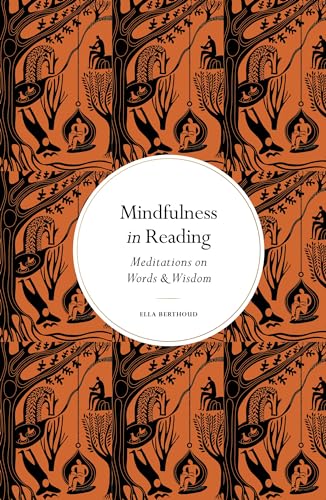 Mindfulness
in Reading
Meditations on
Words & Wisdom
ELLA BERTHOUD